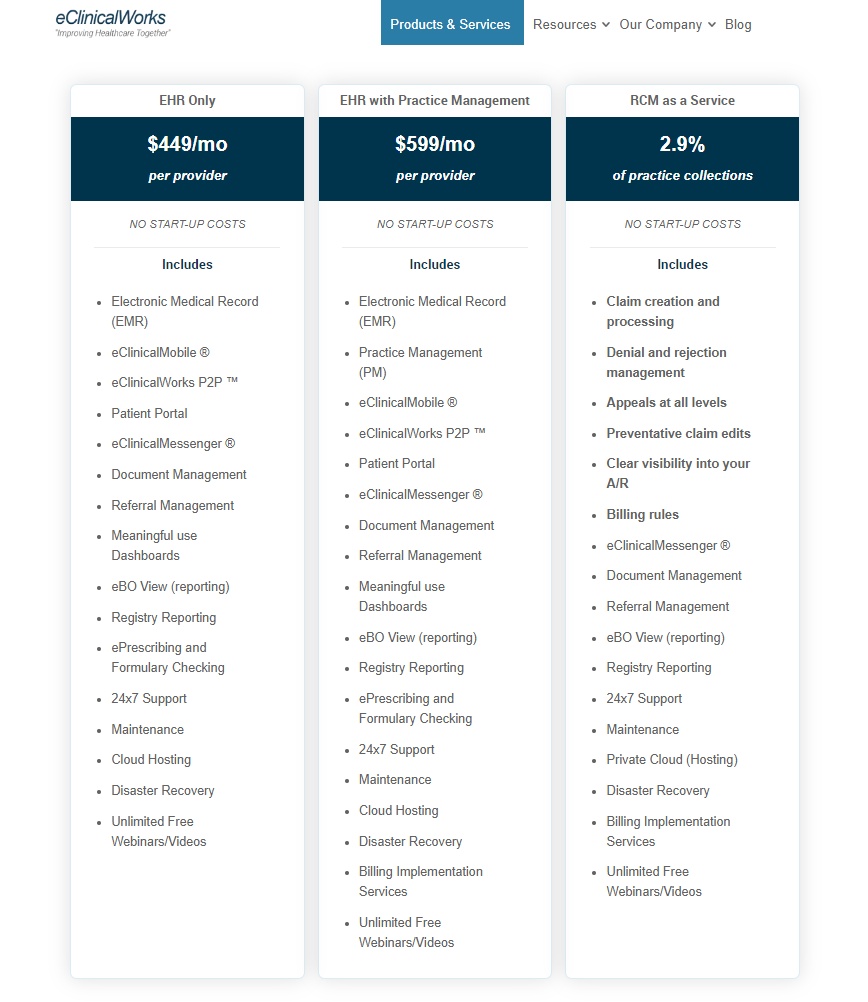 eClinicalWorks
"Improving Healthcare Together"
Products & Services
Resources
Our Company
Blog
EHR Only
$449/mo
per provider
NO START-UP COSTS
Includes
Electronic Medical Record
(EMR)
eClinicalMobile ®
eClinicalWorks P2P ™
Patient Portal
eClinicalMessenger ®
Document Management
Referral Management
Meaningful use
Dashboards
eBO View (reporting)
Registry Reporting
ePrescribing and
Formulary Checking
24x7 Support
Maintenance
Cloud Hosting
Disaster Recovery
Unlimited Free
Webinars/Videos
EHR with Practice Management
$599/mo
per provider
NO START-UP COSTS
Includes
Electronic Medical Record
(EMR)
Practice Management
(PM)
eClinicalMobile ®
eClinicalWorks P2P ™
Patient Portal
eClinicalMessenger ®
Document Management
Referral Management
Meaningful use
Dashboards
eBO View (reporting)
Registry Reporting
ePrescribing and
Formulary Checking
24x7 Support
Maintenance
Cloud Hosting
Disaster Recovery
Billing Implementation
Services
Unlimited Free
Webinars/Videos
RCM as a Service
2.9%
of practice collections
NO START-UP COSTS
Includes
Claim creation and
processing
Denial and rejection
management
Appeals at all levels
Preventative claim edits
Clear visibility into your
A/R
Billing rules
eClinicalMessenger ®
Document Management
Referral Management
eBO View (reporting)
Registry Reporting
24x7 Support
Maintenance
Private Cloud (Hosting)
Disaster Recovery
Billing Implementation
Services
Unlimited Free
Webinars/Videos